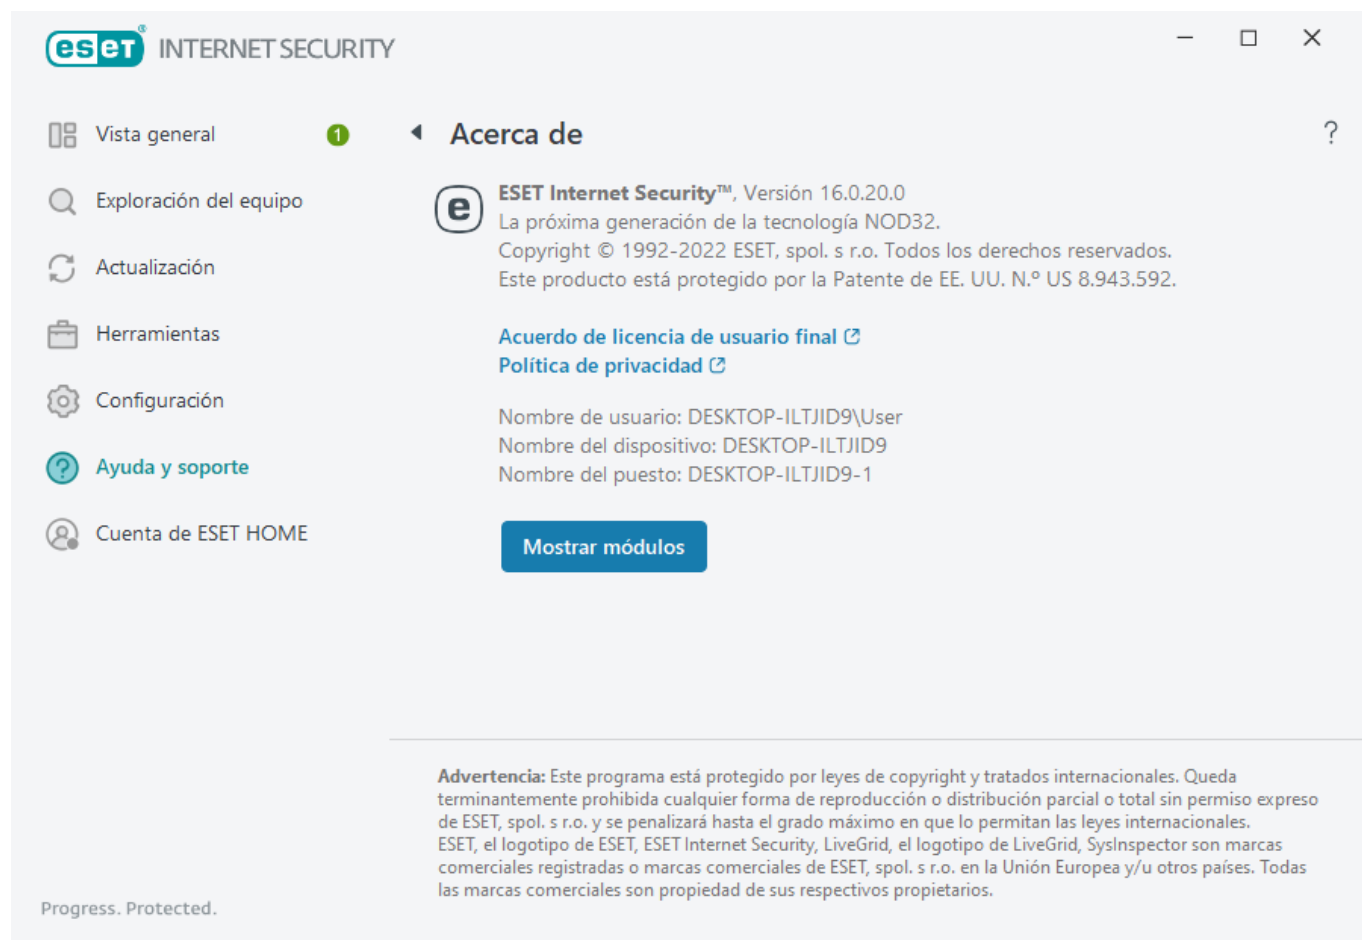 eset® INTERNET SECURITY
Vista general 1
Exploración del equipo
Actualización
Herramientas
Configuración
Ayuda y soporte
Cuenta de ESET HOME
Progress. Protected.
Acerca de ?
e
ESET Internet Security™, Versión 16.0.20.0
La próxima generación de la tecnología NOD32.
Copyright © 1992-2022 ESET, spol. s r.o. Todos los derechos reservados.
Este producto está protegido por la Patente de EE. UU. N.º US 8.943.592.
Acuerdo de licencia de usuario final
Política de privacidad
Nombre de usuario: DESKTOP-ILTJID9\User
Nombre del dispositivo: DESKTOP-ILTJID9
Nombre del puesto: DESKTOP-ILTJID9-1
Mostrar módulos
Advertencia: Este programa está protegido por leyes de copyright y tratados internacionales. Queda
terminantemente prohibida cualquier forma de reproducción o distribución parcial o total sin permiso expreso
de ESET, spol. s r.o. y se penalizará hasta el grado máximo en que lo permitan las leyes internacionales.
ESET, el logotipo de ESET, ESET Internet Security, LiveGrid, el logotipo de LiveGrid, SysInspector son marcas
comerciales registradas o marcas comerciales de ESET, spol. s r.o. en la Unión Europea y/u otros países. Todas
las marcas comerciales son propiedad de sus respectivos propietarios.